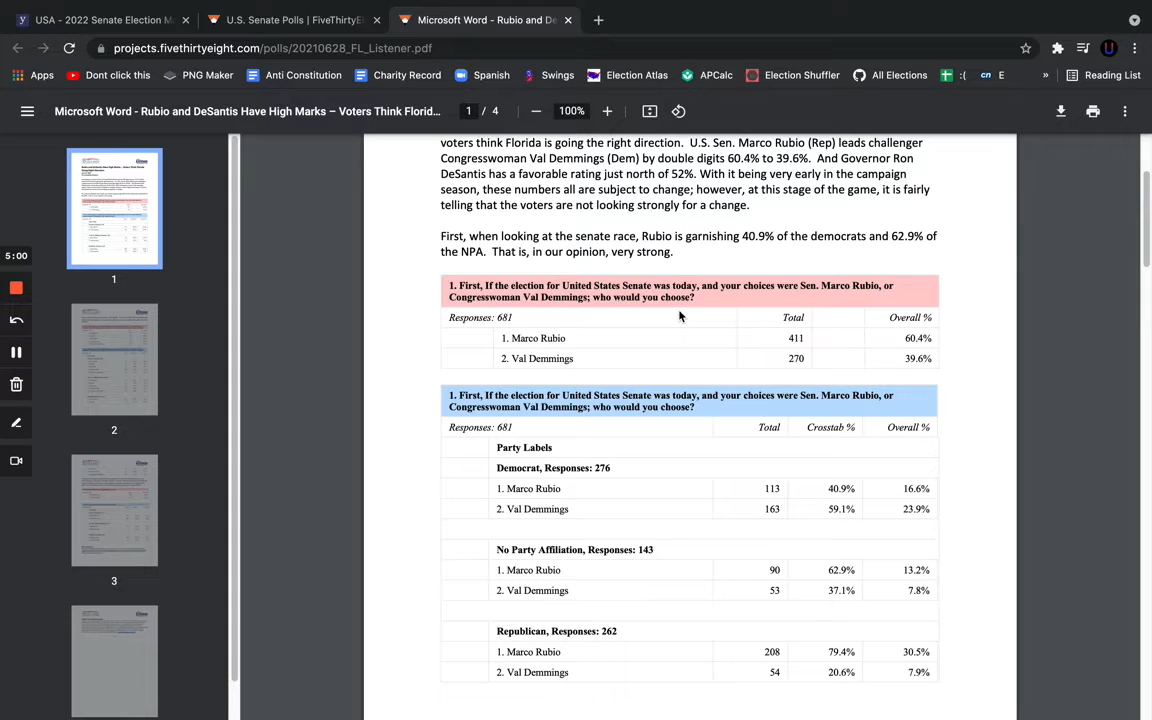 USA - 2022 Senate Election M
U.S. Senate Polls | FiveThirtyEi
Microsoft Word - Rubio and De
projects.fivethirtyeight.com/polls/20210628_FL_Listener.pdf
Apps
Dont click this
PNG Maker
Anti Constitution
Charity Record
Spanish
Swings
Election Atlas
APCalc
Election Shuffler
All Elections
:(
cn E
»
Reading List
Microsoft Word - Rubio and DeSantis Have High Marks – Voters Think Florid...
1 / 4
100%
voters think Florida is going the right direction. U.S. Sen. Marco Rubio (Rep) leads challenger
Congresswoman Val Demmings (Dem) by double digits 60.4% to 39.6%. And Governor Ron
DeSantis has a favorable rating just north of 52%. With it being very early in the campaign
season, these numbers all are subject to change; however, at this stage of the game, it is fairly
telling that the voters are not looking strongly for a change.
First, when looking at the senate race, Rubio is garnishing 40.9% of the democrats and 62.9% of
the NPA. That is, in our opinion, very strong.
1. First, If the election for United States Senate was today, and your choices were Sen. Marco Rubio, or
Congresswoman Val Demmings; who would you choose?
Responses: 681 Total Overall %
1. Marco Rubio 411 60.4%
2. Val Demmings 270 39.6%
1. First, If the election for United States Senate was today, and your choices were Sen. Marco Rubio, or
Congresswoman Val Demmings; who would you choose?
Responses: 681 Total Crosstab % Overall %
Party Labels
Democrat, Responses: 276
1. Marco Rubio 113 40.9% 16.6%
2. Val Demmings 163 59.1% 23.9%
No Party Affiliation, Responses: 143
1. Marco Rubio 90 62.9% 13.2%
2. Val Demmings 53 37.1% 7.8%
Republican, Responses: 262
1. Marco Rubio 208 79.4% 30.5%
2. Val Demmings 54 20.6% 7.9%
5:00
1
2
3